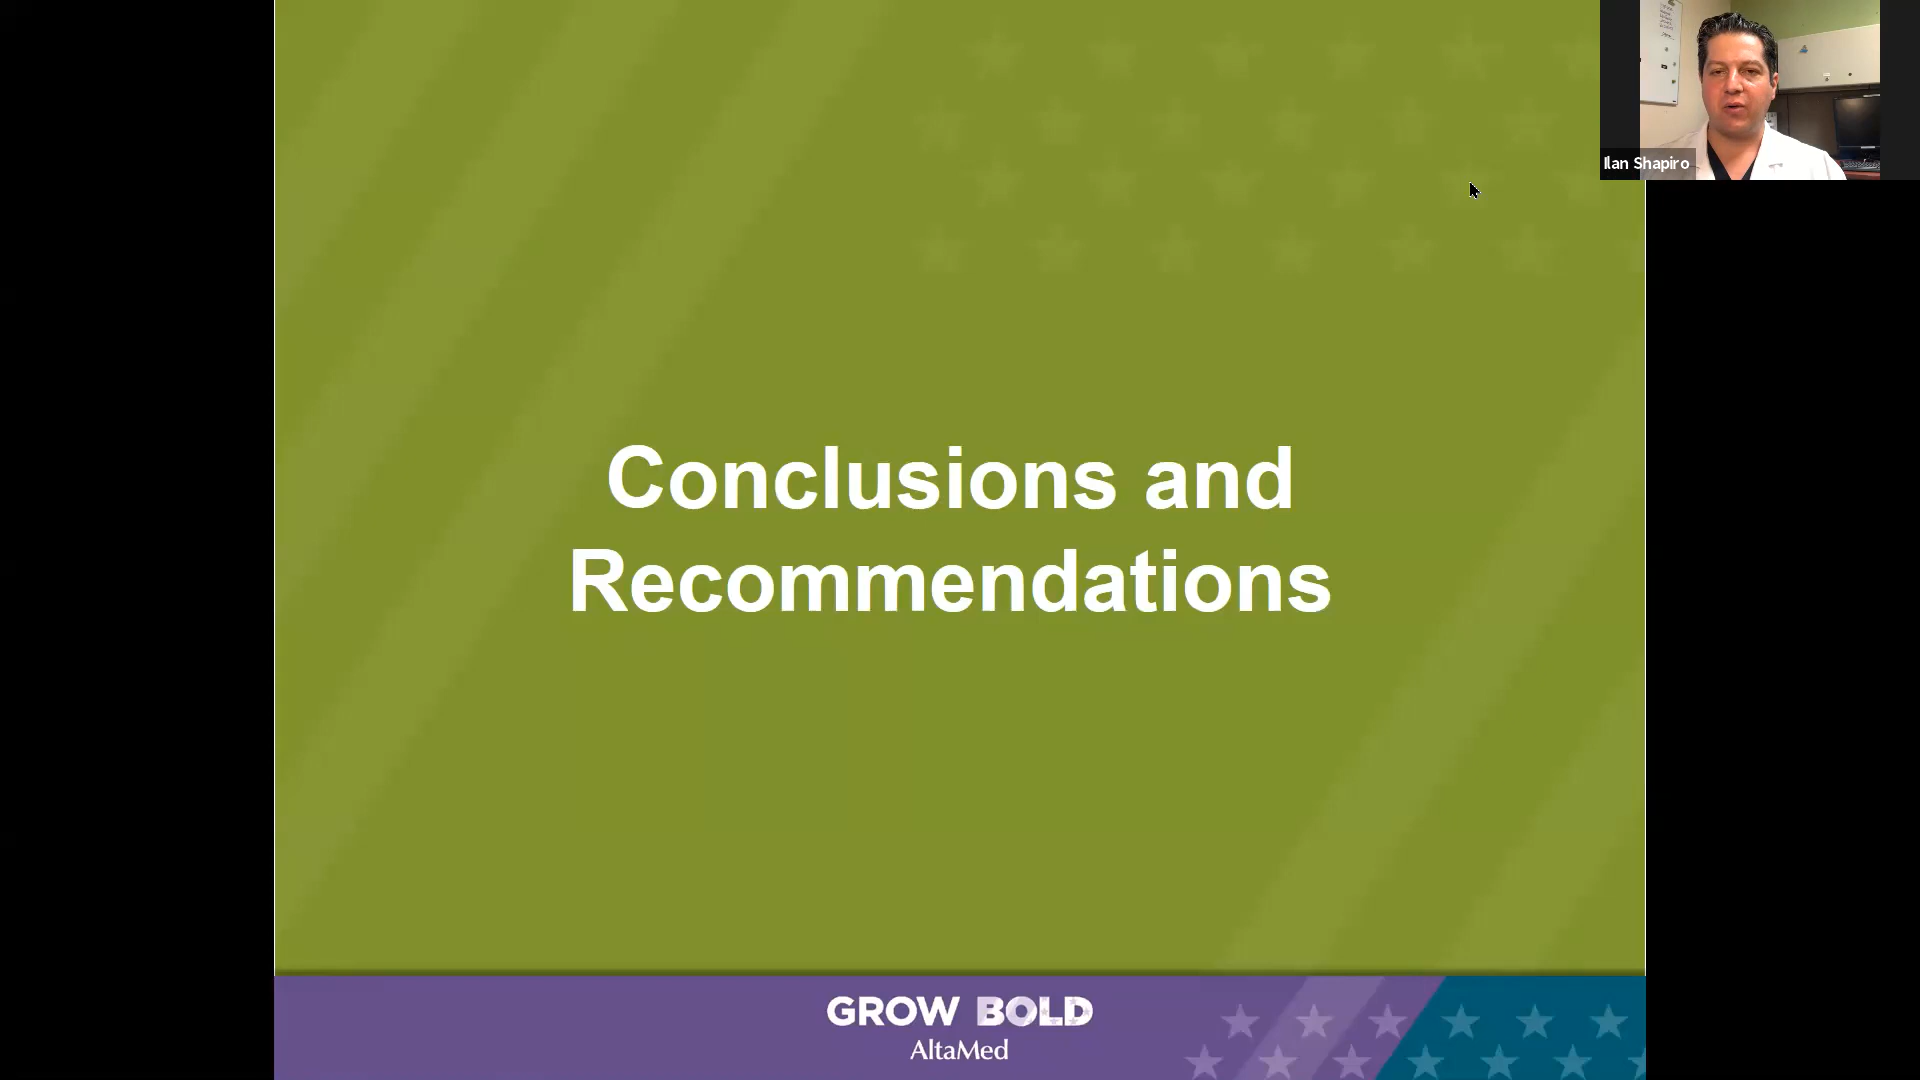 Ilan Shapiro
Conclusions and
Recommendations
GROW BOLD
AltaMed